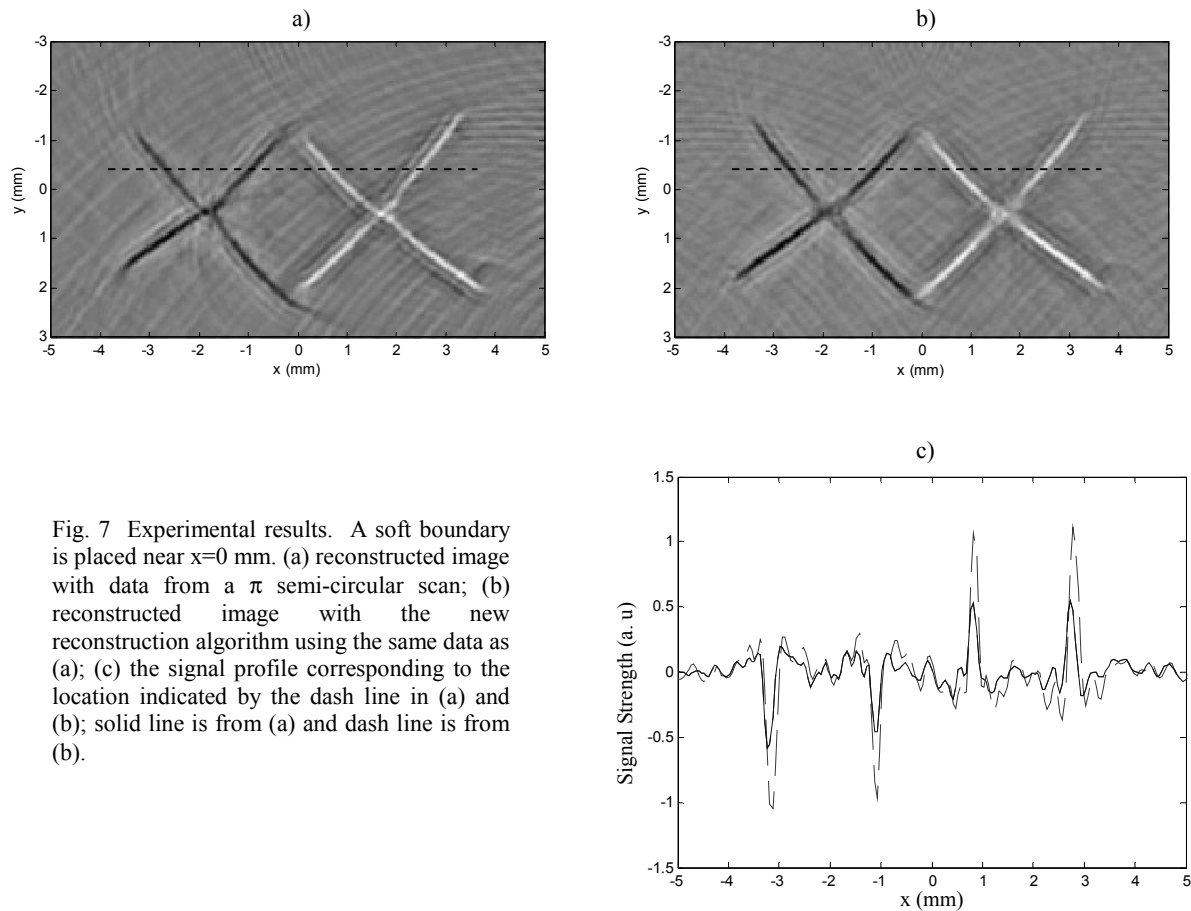 a)
-3
-2
-1
0
1
2
3
y (mm)
-5 -4 -3 -2 -1 0 1 2 3 4 5
x (mm)
b)
-3
-2
-1
0
1
2
3
y (mm)
-5 -4 -3 -2 -1 0 1 2 3 4 5
x (mm)
Fig. 7 Experimental results. A soft boundary
is placed near x=0 mm. (a) reconstructed image
with data from a π semi-circular scan; (b)
reconstructed image with the new
reconstruction algorithm using the same data as
(a); (c) the signal profile corresponding to the
location indicated by the dash line in (a) and
(b); solid line is from (a) and dash line is from
(b).
c)
1.5
1
0.5
0
-0.5
-1
-1.5
Signal Strength (a. u)
-5 -4 -3 -2 -1 0 1 2 3 4 5
x (mm)